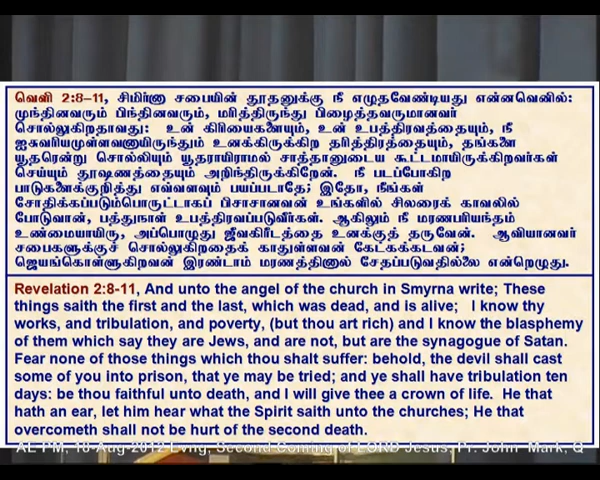 வெளி 2:8-11, சிமிர்னா சபையின் தூதனுக்கு நீ எழுதவேண்டியது என்னவெனில்:
முந்தினவரும் பிந்தினவரும், மரித்திருந்து பிழைத்தவருமானவர்
சொல்லுகிறதாவது: உன் கிரியைகளையும், உன் உபத்திரவத்தையும், நீ
ஐசுவரியமுள்ளவனாயிருந்தும் உனக்கிருக்கிற தரித்திரத்தையும், தங்களை
யூதரென்று சொல்லியும் யூதராயிராமல் சாத்தானுடைய கூட்டமாயிருக்கிறவர்கள்
செய்யும் தூஷணத்தையும் அறிந்திருக்கிறேன். நீ படப்போகிற
பாடுகளைக்குறித்து எவ்வளவும் பயப்படாதே; இதோ, நீங்கள்
சோதிக்கப்படும்பொருட்டாகப் பிசாசானவன் உங்களில் சிலரைக் காவலில்
போடுவான், பத்துநாள் உபத்திரவப்படுவீர்கள். ஆகிலும் நீ மரணபரியந்தம்
உண்மையாயிரு, அப்பொழுது ஜீவகிரீடத்தை உனக்குத் தருவேன். ஆவியானவர்
சபைகளுக்குச் சொல்லுகிறதைக் காதுள்ளவன் கேட்கக்கடவன்;
ஜெயங்கொள்ளுகிறவன் இரண்டாம் மரணத்தினால் சேதப்படுவதில்லை என்றெழுது.
Revelation 2:8-11, And unto the angel of the church in Smyrna write; These
things saith the first and the last, which was dead, and is alive; I know thy
works, and tribulation, and poverty, (but thou art rich) and I know the blasphemy
of them which say they are Jews, and are not, but are the synagogue of Satan.
Fear none of those things which thou shalt suffer: behold, the devil shall cast
some of you into prison, that ye may be tried; and ye shall have tribulation ten
days: be thou faithful unto death, and I will give thee a crown of life. He that
hath an ear, let him hear what the Spirit saith unto the churches; He that
overcometh shall not be hurt of the second death.
AL FM, 18-Aug-2012 Evng, Second Coming of LORD Jesus, Pr. John Mark, Q